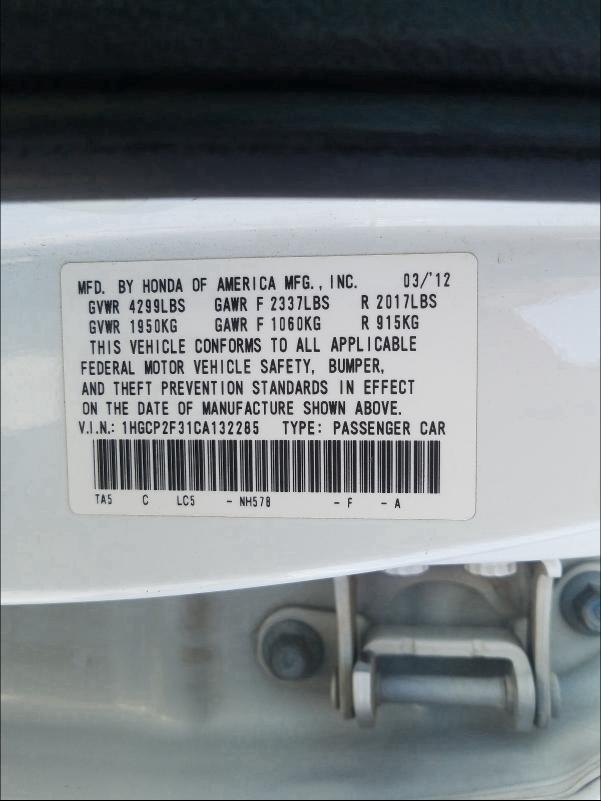 MFD. BY HONDA OF AMERICA MFG., INC. 03/'12
GVWR 4299LBS GAWR F 2337LBS R 2017LBS
GVWR 1950KG GAWR F 1060KG R 915KG
THIS VEHICLE CONFORMS TO ALL APPLICABLE
FEDERAL MOTOR VEHICLE SAFETY, BUMPER,
AND THEFT PREVENTION STANDARDS IN EFFECT
ON THE DATE OF MANUFACTURE SHOWN ABOVE.
V.I.N.: 1HGCP2F31CA132285 TYPE: PASSENGER CAR
TA5 C LC5 - NH578 - F - A